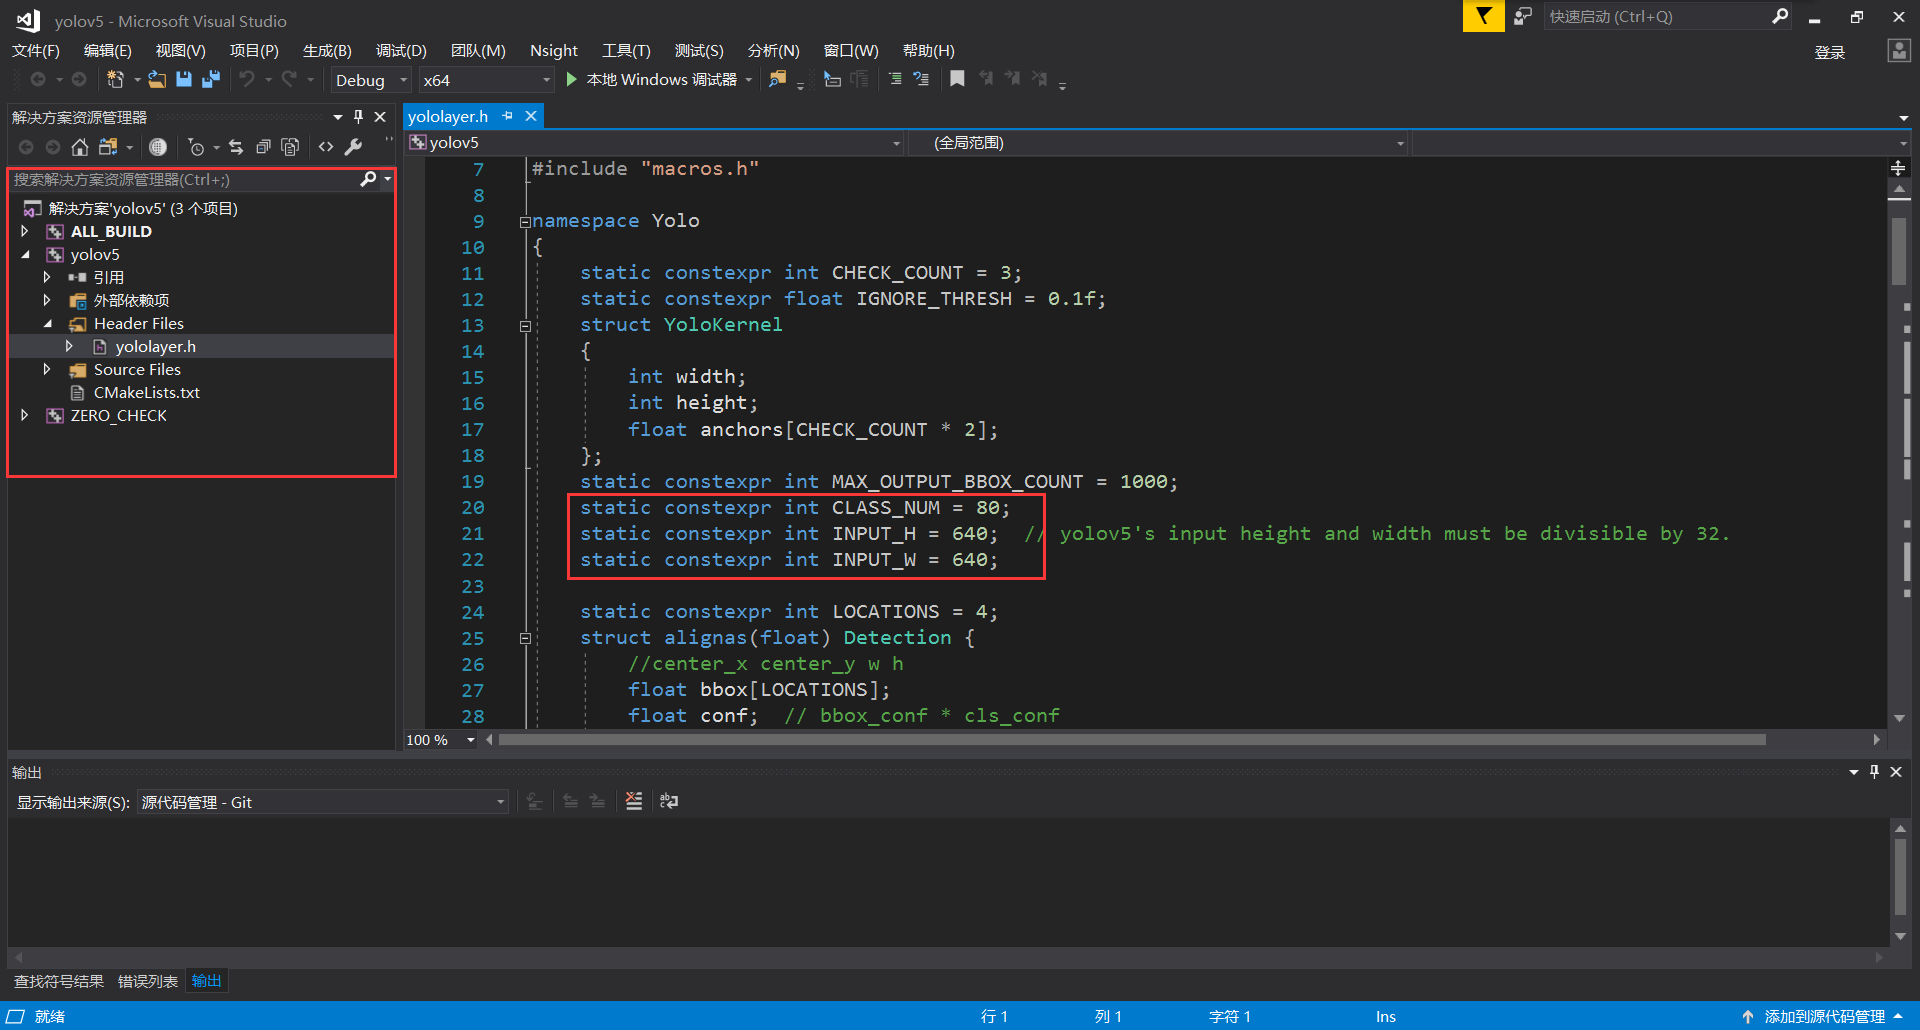 yolov5 - Microsoft Visual Studio
快速启动 (Ctrl+Q)
文件(F) 编辑(E) 视图(V) 项目(P) 生成(B) 调试(D) 团队(M) Nsight 工具(T) 测试(S) 分析(N) 窗口(W) 帮助(H)
登录
Debug x64 本地 Windows 调试器
解决方案资源管理器
搜索解决方案资源管理器(Ctrl+;)
解决方案'yolov5' (3 个项目)
ALL_BUILD
yolov5
引用
外部依赖项
Header Files
yololayer.h
Source Files
CMakeLists.txt
ZERO_CHECK
yololayer.h
yolov5 (全局范围)
7 #include "macros.h"
8
9 namespace Yolo
10 {
11 static constexpr int CHECK_COUNT = 3;
12 static constexpr float IGNORE_THRESH = 0.1f;
13 struct YoloKernel
14 {
15 int width;
16 int height;
17 float anchors[CHECK_COUNT * 2];
18 };
19 static constexpr int MAX_OUTPUT_BBOX_COUNT = 1000;
20 static constexpr int CLASS_NUM = 80;
21 static constexpr int INPUT_H = 640; // yolov5's input height and width must be divisible by 32.
22 static constexpr int INPUT_W = 640;
23
24 static constexpr int LOCATIONS = 4;
25 struct alignas(float) Detection {
26 //center_x center_y w h
27 float bbox[LOCATIONS];
28 float conf; // bbox_conf * cls_conf
100 %
输出
显示输出来源(S): 源代码管理 - Git
查找符号结果 错误列表 输出
就绪 行 1 列 1 字符 1 Ins 添加到源代码管理